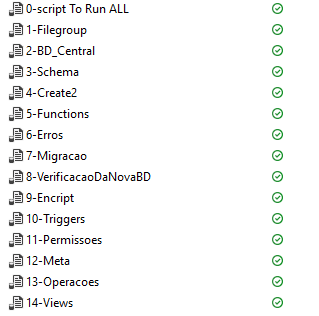 0-script To Run ALL
1-Filegroup
2-BD_Central
3-Schema
4-Create2
5-Functions
6-Erros
7-Migracao
8-VerificacaoDaNovaBD
9-Encript
10-Triggers
11-Permissoes
12-Meta
13-Operacoes
14-Views